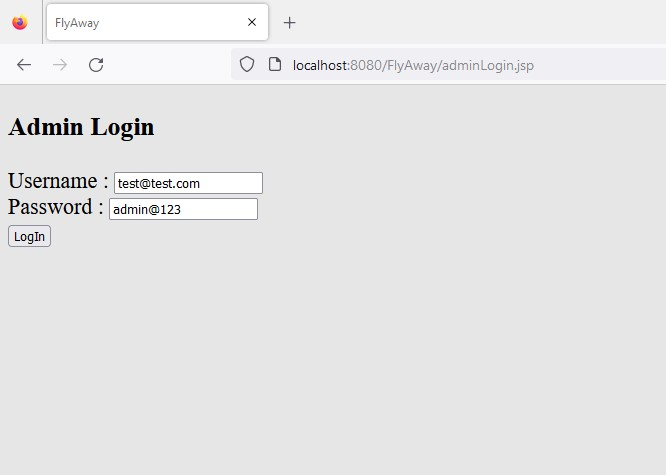 FlyAway
localhost:8080/FlyAway/adminLogin.jsp
Admin Login
Username : test@test.com
Password : admin@123
LogIn